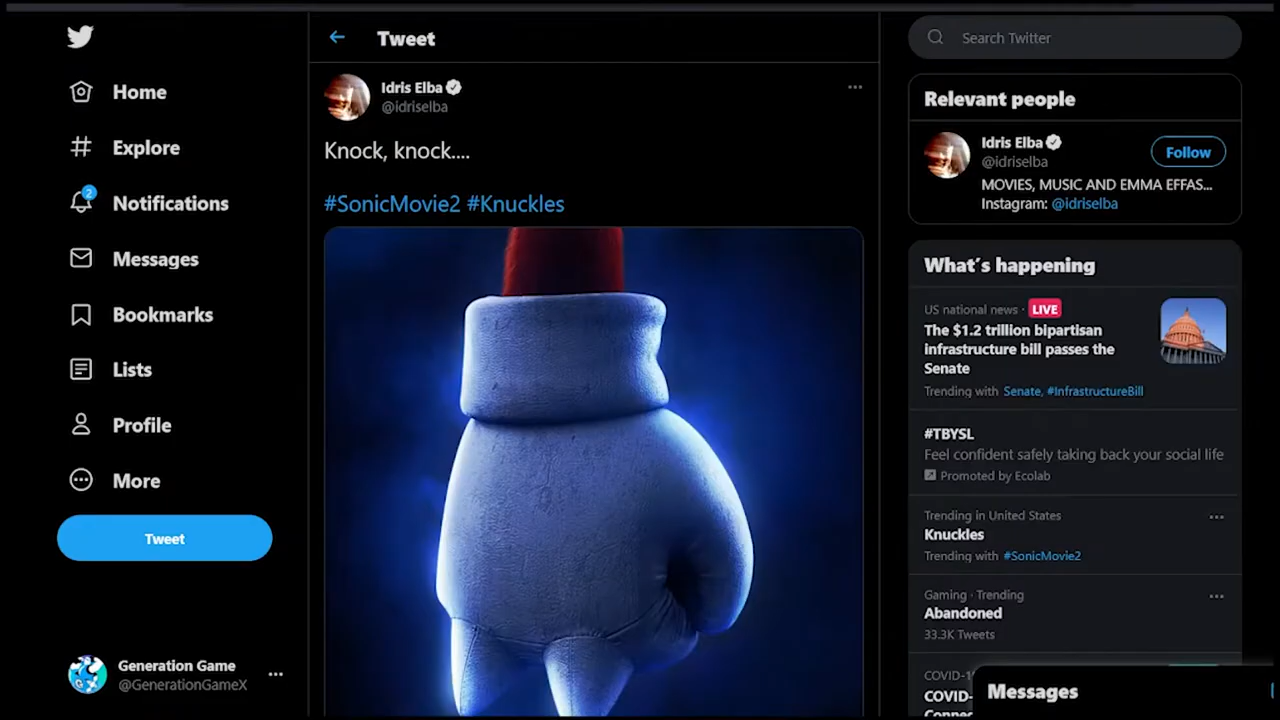 Home
Explore
2
Notifications
Messages
Bookmarks
Lists
Profile
More
Tweet
Generation Game
@GenerationGameX
Tweet
Idris Elba
@idriselba
Knock, knock....
#SonicMovie2 #Knuckles
Search Twitter
Relevant people
Idris Elba
@idriselba
Follow
MOVIES, MUSIC AND EMMA EFFAS...
Instagram: @idriselba
What's happening
US national news · LIVE
The $1.2 trillion bipartisan
infrastructure bill passes the
Senate
Trending with Senate, #InfrastructureBill
#TBYSL
Feel confident safely taking back your social life
Promoted by Ecolab
Trending in United States
Knuckles
Trending with #SonicMovie2
Gaming · Trending
Abandoned
33.3K Tweets
COVID-
Messages